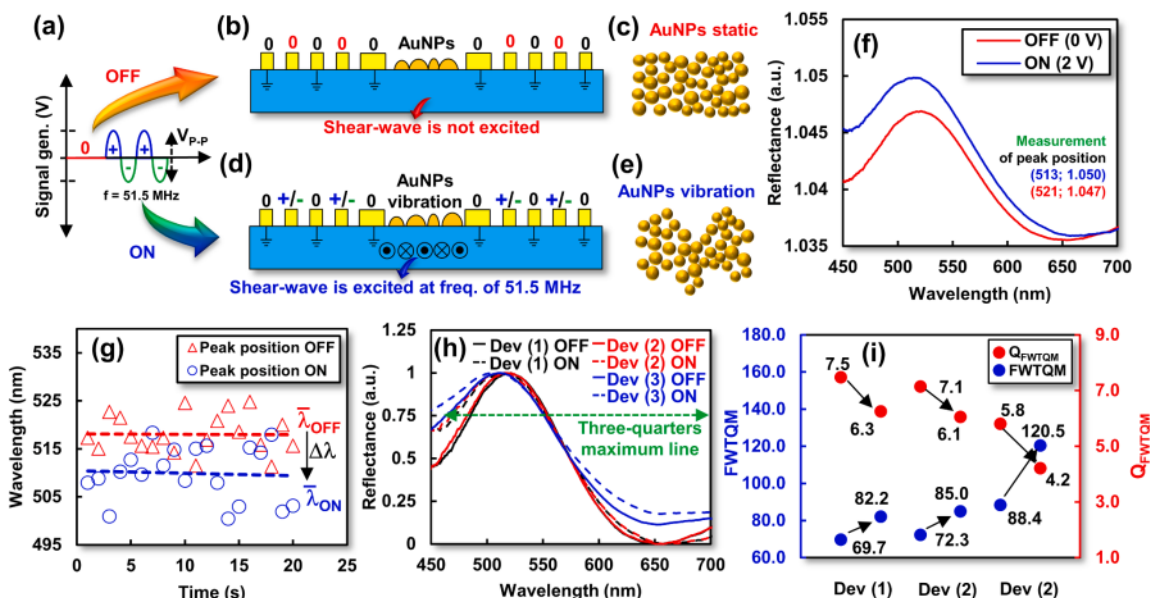 (a)
Signal gen. (V)
OFF
0
+ - + -
V_P-P
f = 51.5 MHz
ON
(b)
0 0 0 0 0 AuNPs 0 0 0 0 0
Shear-wave is not excited
(c)
AuNPs static
(d)
AuNPs
vibration
0 +/- 0 +/- 0 0 +/- 0 +/- 0
Shear-wave is excited at freq. of 51.5 MHz
(e)
AuNPs vibration
(f)
OFF (0 V)
ON (2 V)
Reflectance (a.u.)
1.055
1.05
1.045
1.04
1.035
Measurement
of peak position
(513; 1.050)
(521; 1.047)
450 500 550 600 650 700
Wavelength (nm)
(g)
Peak position OFF
Peak position ON
Wavelength (nm)
535
525
515
505
495
λ̅OFF
Δλ
λ̅ON
0 5 10 15 20 25
Time (s)
(h)
Dev (1) OFF
Dev (1) ON
Dev (2) OFF
Dev (2) ON
Dev (3) OFF
Dev (3) ON
Reflectance (a.u.)
1.25
1
0.75
0.5
0.25
0
Three-quarters
maximum line
450 500 550 600 650 700
Wavelength (nm)
(i)
Q_FWTQM
FWTQM
FWTQM
180.0
160.0
140.0
120.0
100.0
80.0
60.0
7.5
6.3
7.1
6.1
5.8
4.2
82.2
69.7
85.0
72.3
120.5
88.4
9.0
7.0
5.0
3.0
1.0
Q_FWTQM
Dev (1) Dev (2) Dev (2)